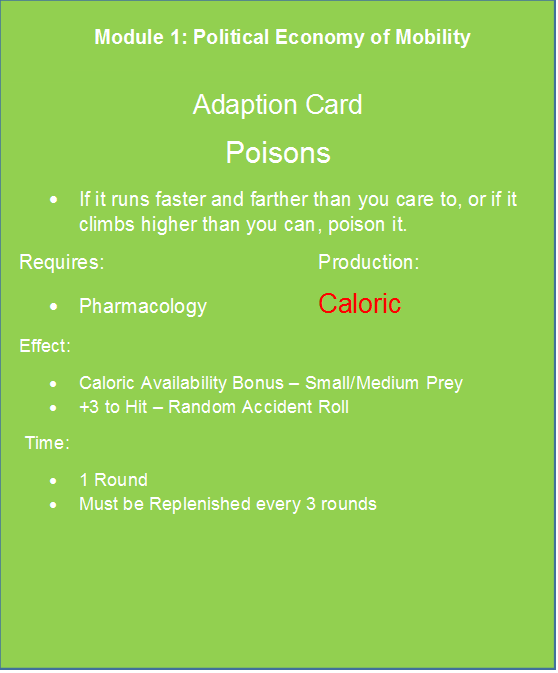 Module 1: Political Economy of Mobility
Adaption Card
Poisons
• If it runs faster and farther than you care to, or if it
climbs higher than you can, poison it.
Requires: Production:
• Pharmacology Caloric
Effect:
• Caloric Availability Bonus – Small/Medium Prey
• +3 to Hit – Random Accident Roll
Time:
• 1 Round
• Must be Replenished every 3 rounds